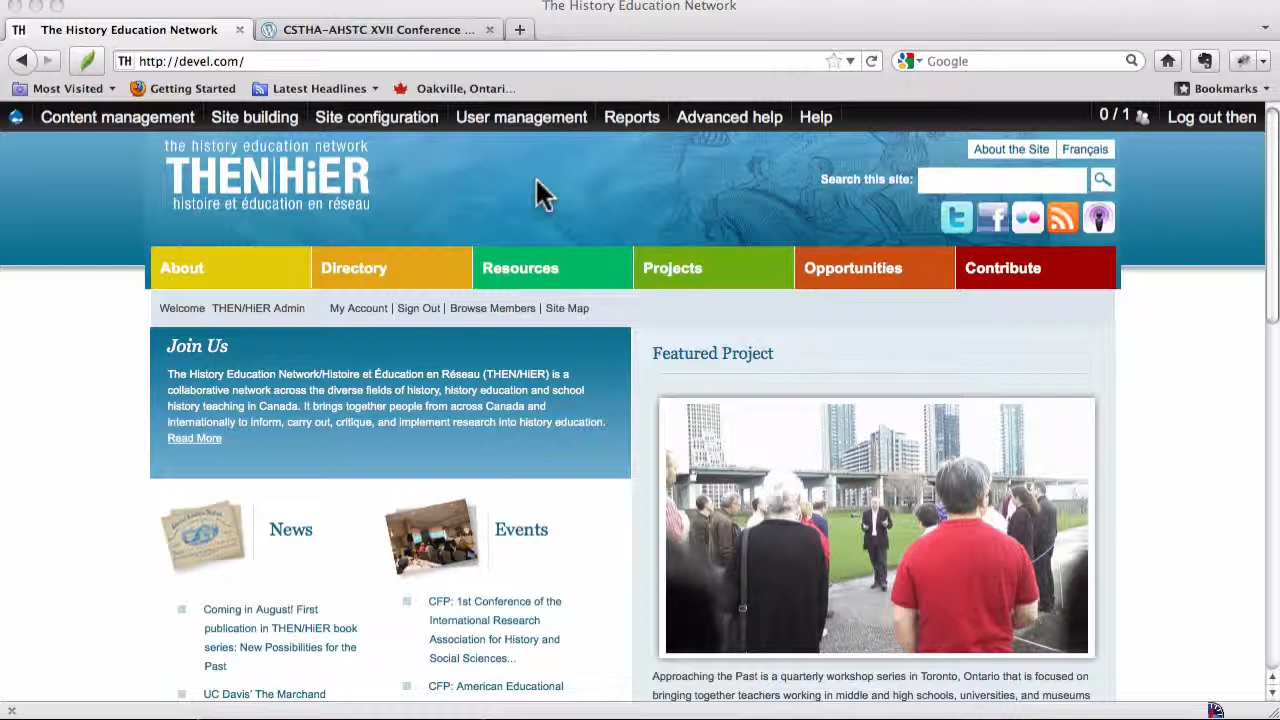 The History Education Network
TH The History Education Network
CSTHA-AHSTC XVII Conference ...
TH http://devel.com/
Google
Most Visited
Getting Started
Latest Headlines
Oakville, Ontari...
Bookmarks
Content management
Site building
Site configuration
User management
Reports
Advanced help
Help
0 / 1
Log out then
the history education network
THEN|HiER
histoire et éducation en réseau
About the Site
Français
Search this site:
About
Directory
Resources
Projects
Opportunities
Contribute
Welcome THEN/HiER Admin
My Account | Sign Out | Browse Members | Site Map
Join Us
The History Education Network/Histoire et Éducation en Réseau (THEN/HiER) is a
collaborative network across the diverse fields of history, history education and school
history teaching in Canada. It brings together people from across Canada and
internationally to inform, carry out, critique, and implement research into history education.
Read More
News
Coming in August! First
publication in THEN/HiER book
series: New Possibilities for the
Past
UC Davis' The Marchand
Events
CFP: 1st Conference of the
International Research
Association for History and
Social Sciences...
CFP: American Educational
Featured Project
Approaching the Past is a quarterly workshop series in Toronto, Ontario that is focused on
bringing together teachers working in middle and high schools, universities, and museums